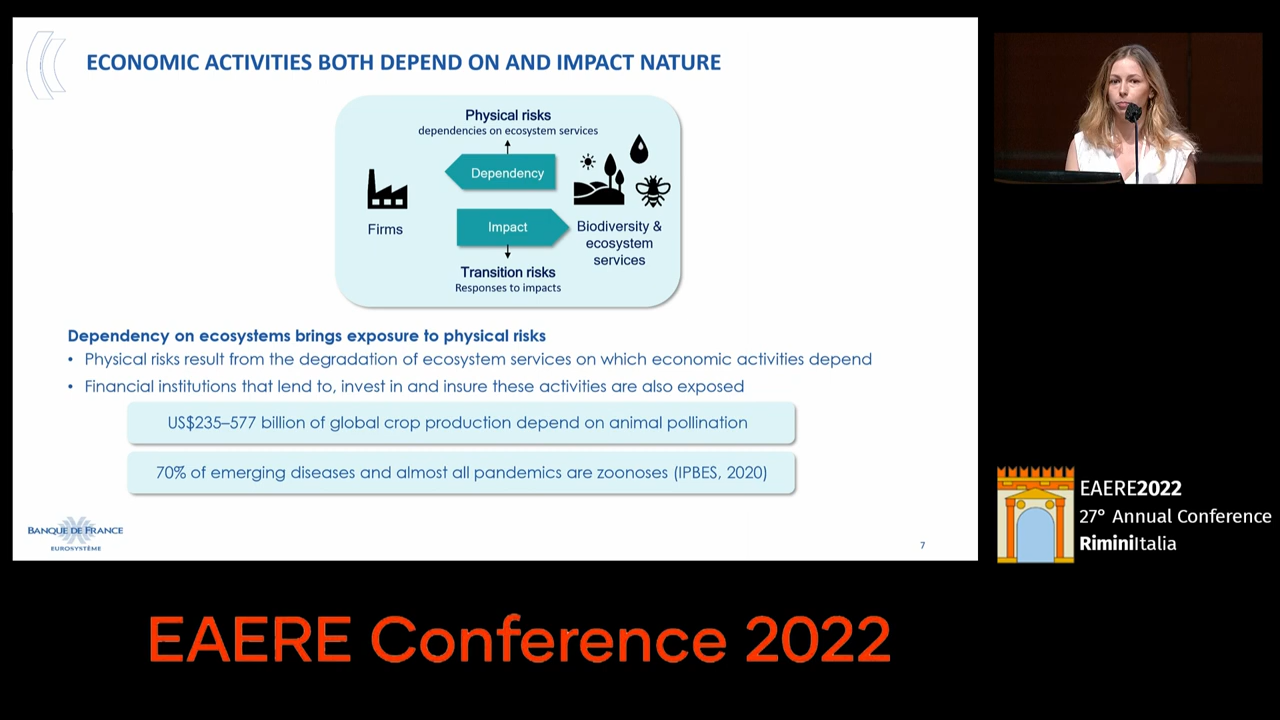 ECONOMIC ACTIVITIES BOTH DEPEND ON AND IMPACT NATURE
Physical risks
dependencies on ecosystem services
Dependency
Firms
Impact
Biodiversity &
ecosystem
services
Transition risks
Responses to impacts
Dependency on ecosystems brings exposure to physical risks
• Physical risks result from the degradation of ecosystem services on which economic activities depend
• Financial institutions that lend to, invest in and insure these activities are also exposed
US$235–577 billion of global crop production depend on animal pollination
70% of emerging diseases and almost all pandemics are zoonoses (IPBES, 2020)
BANQUE DE FRANCE
EUROSYSTÈME
7
EAERE2022
27° Annual Conference
RiminiItalia
EAERE Conference 2022